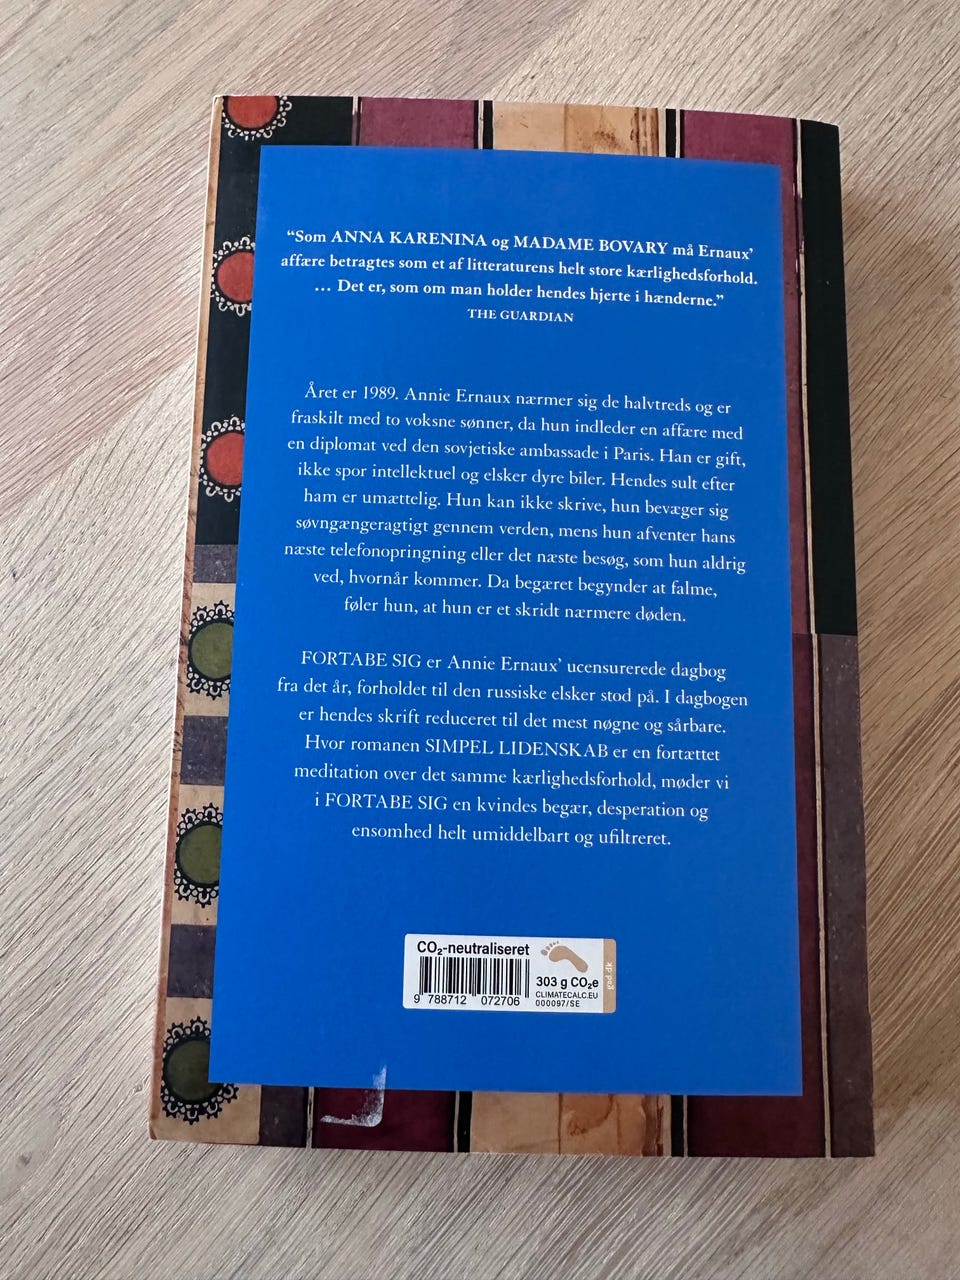 “Som ANNA KARENINA og MADAME BOVARY må Ernaux’
affære betragtes som et af litteraturens helt store kærlighedsforhold.
… Det er, som om man holder hendes hjerte i hænderne.”
THE GUARDIAN
Året er 1989. Annie Ernaux nærmer sig de halvtreds og er
fraskilt med to voksne sønner, da hun indleder en affære med
en diplomat ved den sovjetiske ambassade i Paris. Han er gift,
ikke spor intellektuel og elsker dyre biler. Hendes sult efter
ham er umættelig. Hun kan ikke skrive, hun bevæger sig
søvngængeragtigt gennem verden, mens hun afventer hans
næste telefonopringning eller det næste besøg, som hun aldrig
ved, hvornår kommer. Da begæret begynder at falme,
føler hun, at hun er et skridt nærmere døden.
FORTABE SIG er Annie Ernaux’ ucensurerede dagbog
fra det år, forholdet til den russiske elsker stod på. I dagbogen
er hendes skrift reduceret til det mest nøgne og sårbare.
Hvor romanen SIMPEL LIDENSKAB er en fortættet
meditation over det samme kærlighedsforhold, møder vi
i FORTABE SIG en kvindes begær, desperation og
ensomhed helt umiddelbart og ufiltreret.
CO₂-neutraliseret
303 g CO₂e
CLIMATECALC.EU
000097/SE
gad.dk
9 788712 072706